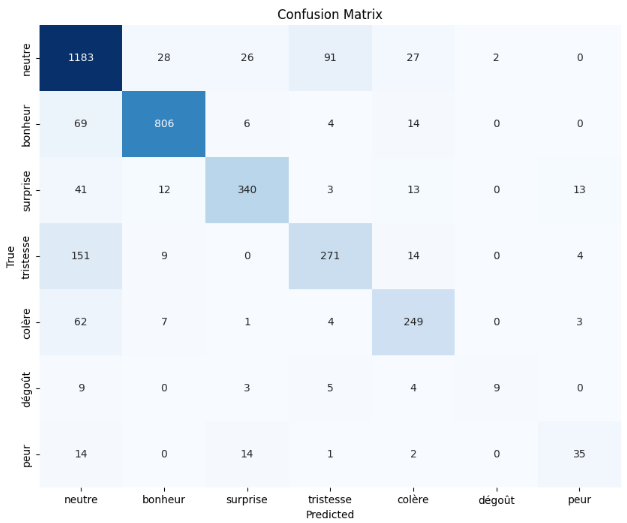 Confusion Matrix
True
neutre 1183 28 26 91 27 2 0
bonheur 69 806 6 4 14 0 0
surprise 41 12 340 3 13 0 13
tristesse 151 9 0 271 14 0 4
colère 62 7 1 4 249 0 3
dégoût 9 0 3 5 4 9 0
peur 14 0 14 1 2 0 35
neutre bonheur surprise tristesse colère dégoût peur
Predicted